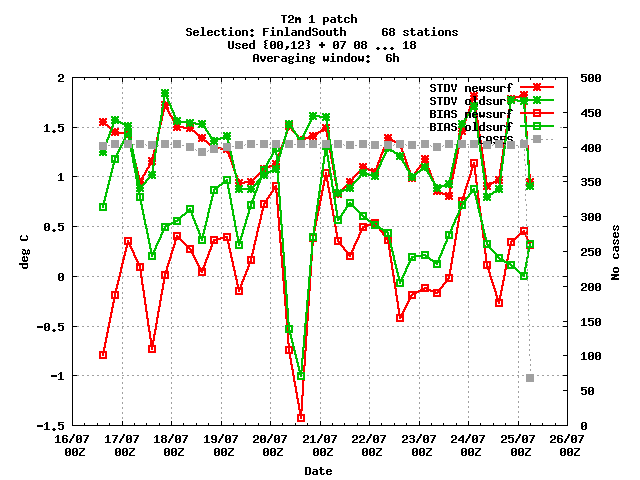 T2m 1 patch
Selection: FinlandSouth     68 stations
Used {00,12} + 07 08 ... 18
Averaging window:  6h
STDV newsurf
STDV oldsurf
BIAS newsurf
BIAS oldsurf
cases
deg C
2
1.5
1
0.5
0
-0.5
-1
-1.5
No cases
500
450
400
350
300
250
200
150
100
50
0
16/07 17/07 18/07 19/07 20/07 21/07 22/07 23/07 24/07 25/07 26/07
00Z 00Z 00Z 00Z 00Z 00Z 00Z 00Z 00Z 00Z 00Z
Date